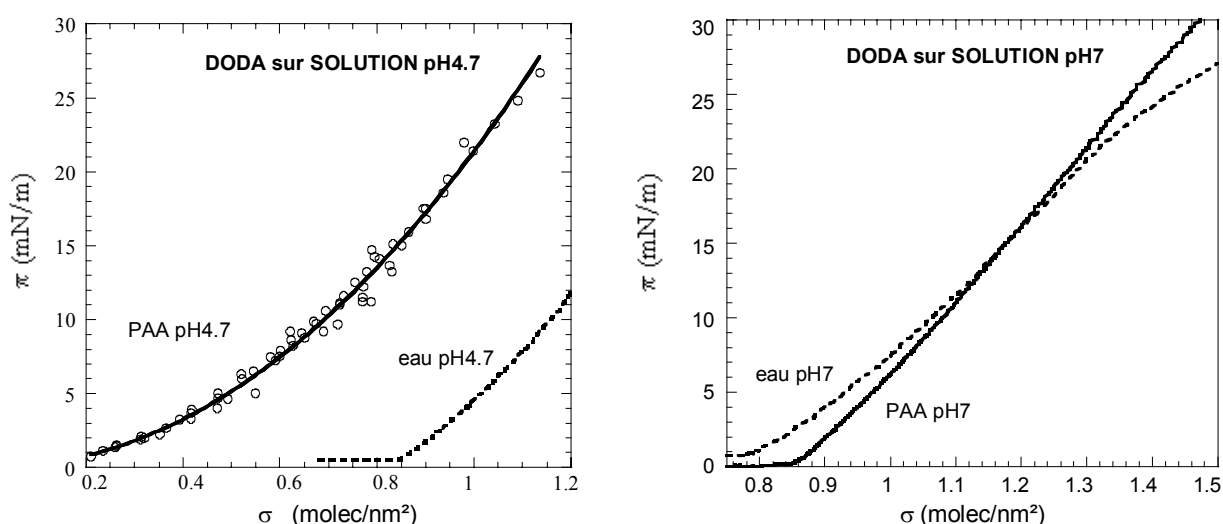 30
25
20
15
10
5
0
π (mN/m)
DODA sur SOLUTION pH4.7
PAA pH4.7
eau pH4.7
0.2 0.4 0.6 0.8 1.0 1.2
σ (molec/nm²)
30
20
10
5
0
π (mN/m)
DODA sur SOLUTION pH7
eau pH7
PAA pH7
0.8 0.9 1 1.1 1.2 1.3 1.4 1.5
σ (molec/nm²)